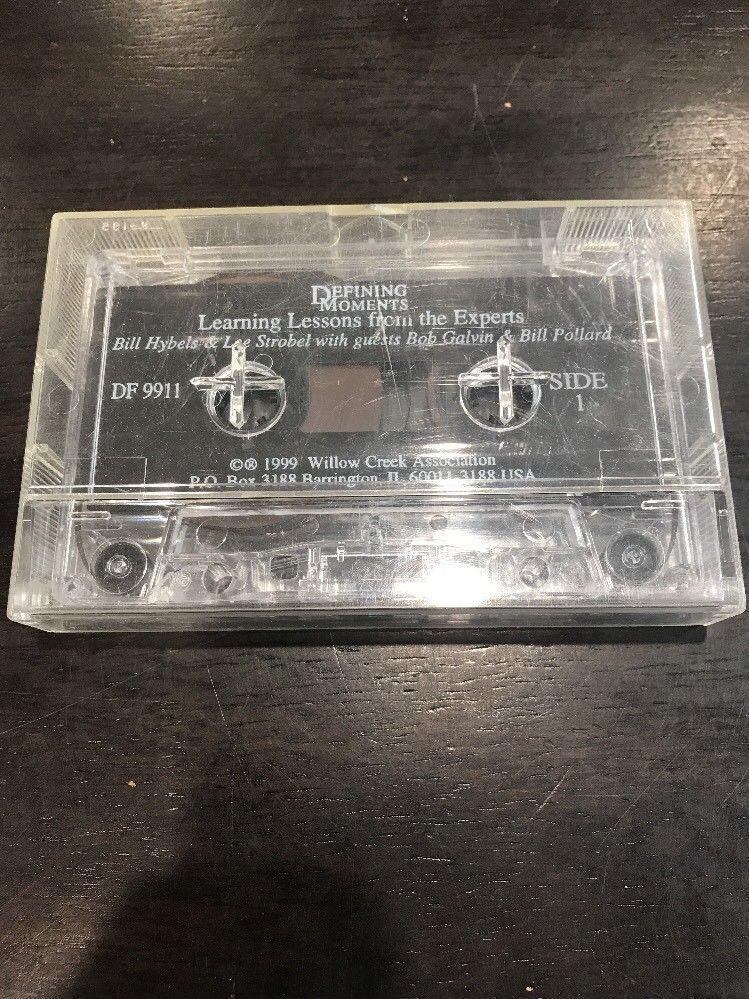 DEFINING
MOMENTS
Learning Lessons from the Experts
Bill Hybels & Lee Strobel with guests Bob Galvin & Bill Pollard
DF 9911
SIDE
1
©® 1999 Willow Creek Association
P.O. Box 3188 Barrington, IL 60011-3188 USA